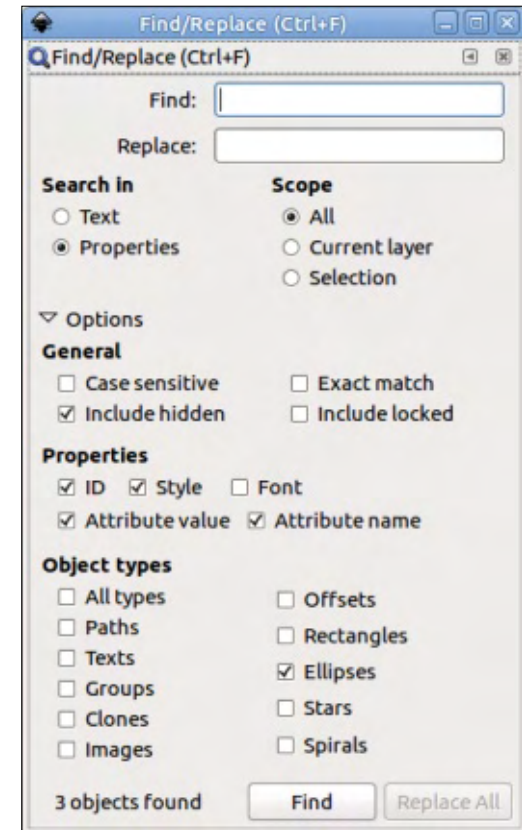 Find/Replace (Ctrl+F)
Find/Replace (Ctrl+F)
Find:
Replace:
Search in
Scope
Text
All
Properties
Current layer
Selection
Options
General
Case sensitive
Exact match
Include hidden
Include locked
Properties
ID Style Font
Attribute value Attribute name
Object types
All types
Offsets
Paths
Rectangles
Texts
Ellipses
Groups
Stars
Clones
Spirals
Images
3 objects found
Find
Replace All